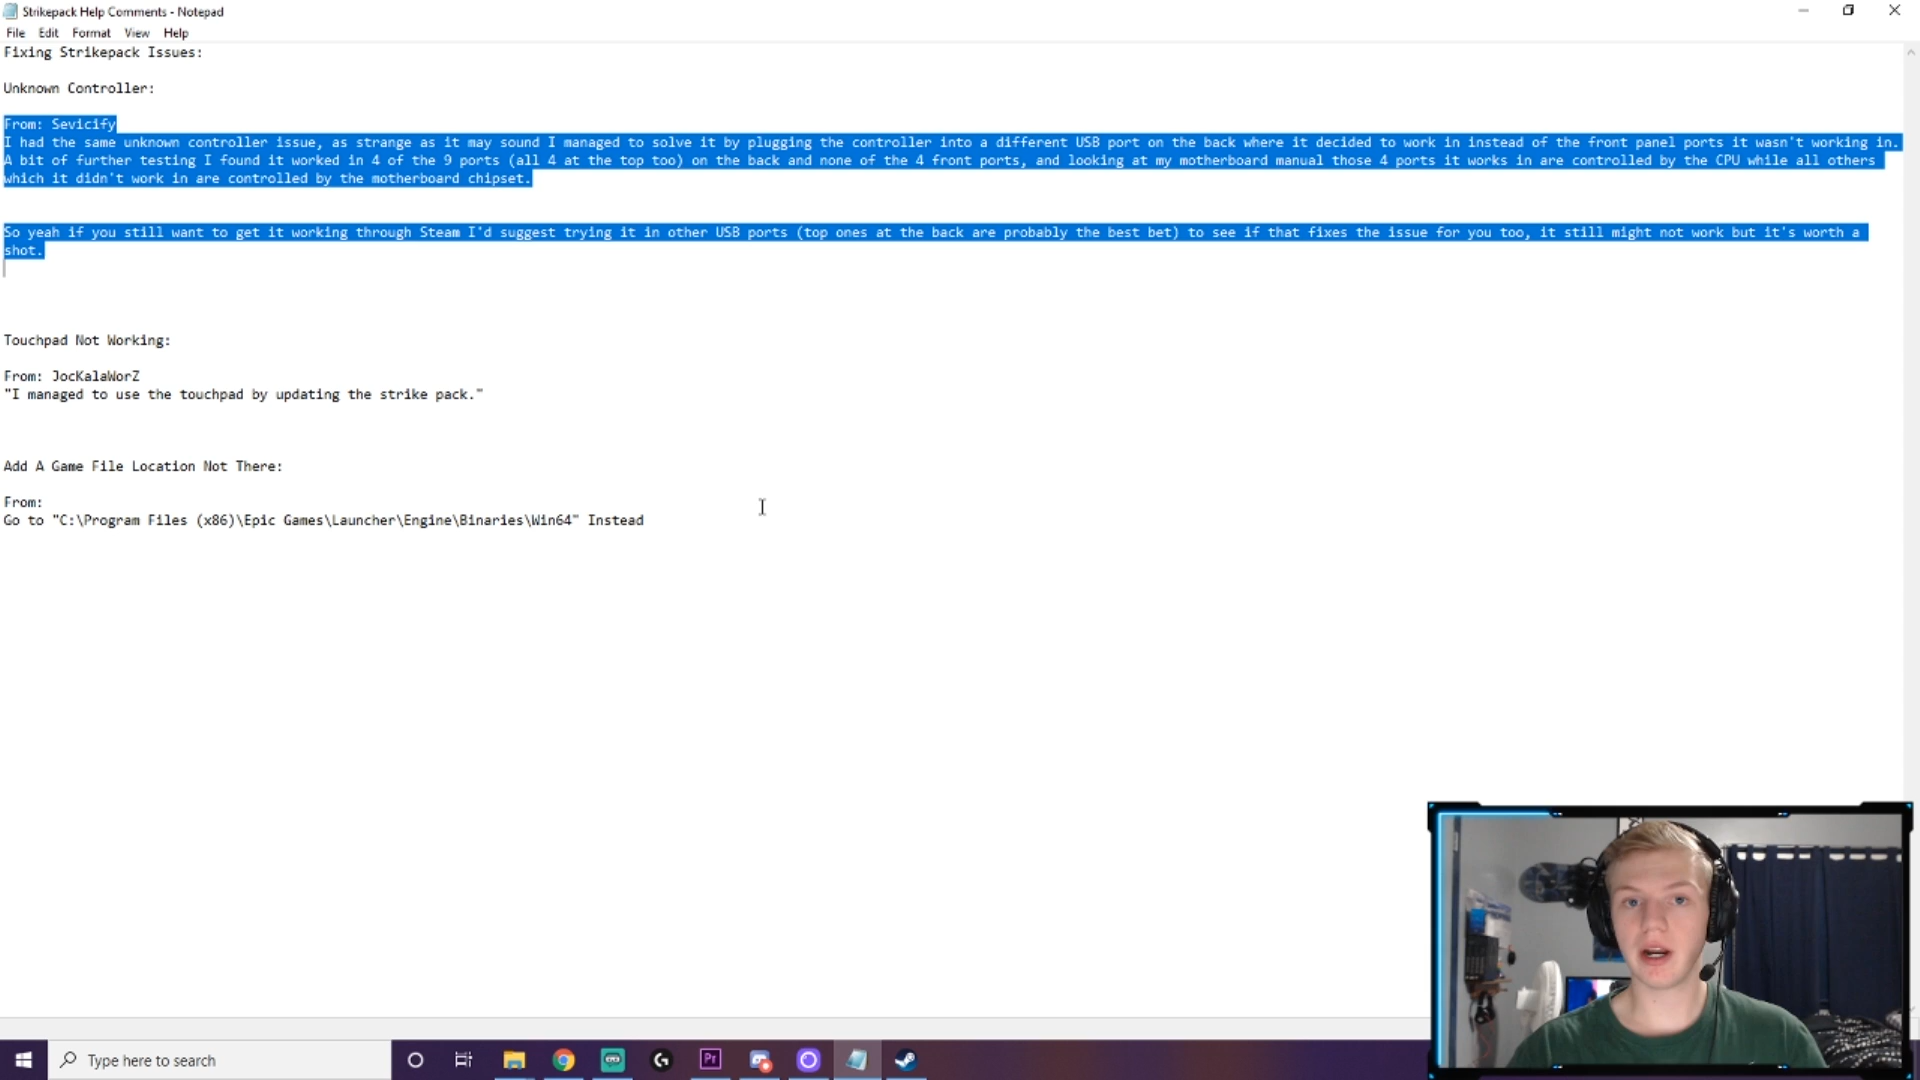 Strikepack Help Comments - Notepad
File Edit Format View Help
Fixing Strikepack Issues:
Unknown Controller:
From: Sevicify
I had the same unknown controller issue, as strange as it may sound I managed to solve it by plugging the controller into a different USB port on the back where it decided to work in instead of the front panel ports it wasn't working in.
A bit of further testing I found it worked in 4 of the 9 ports (all 4 at the top too) on the back and none of the 4 front ports, and looking at my motherboard manual those 4 ports it works in are controlled by the CPU while all others
which it didn't work in are controlled by the motherboard chipset.
So yeah if you still want to get it working through Steam I'd suggest trying it in other USB ports (top ones at the back are probably the best bet) to see if that fixes the issue for you too, it still might not work but it's worth a
shot.
Touchpad Not Working:
From: JocKalaWorZ
"I managed to use the touchpad by updating the strike pack."
Add A Game File Location Not There:
From:
Go to "C:\Program Files (x86)\Epic Games\Launcher\Engine\Binaries\Win64" Instead
Type here to search
Pr